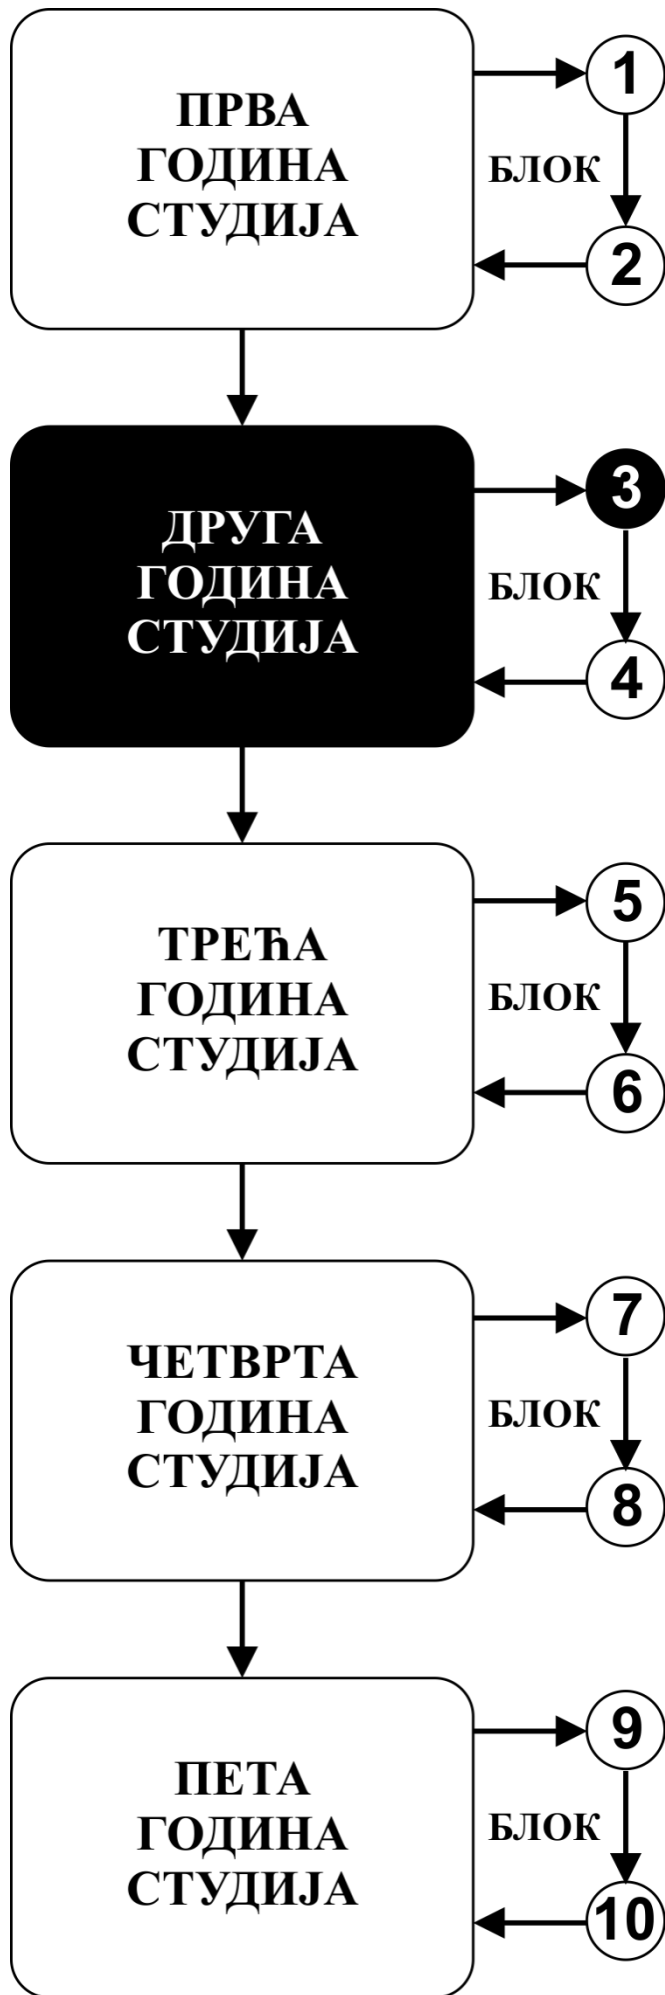 ПРВА
ГОДИНА
СТУДИЈА
1
БЛОК
2
ДРУГА
ГОДИНА
СТУДИЈА
3
БЛОК
4
ТРЕЋА
ГОДИНА
СТУДИЈА
5
БЛОК
6
ЧЕТВРТА
ГОДИНА
СТУДИЈА
7
БЛОК
8
ПЕТА
ГОДИНА
СТУДИЈА
9
БЛОК
10